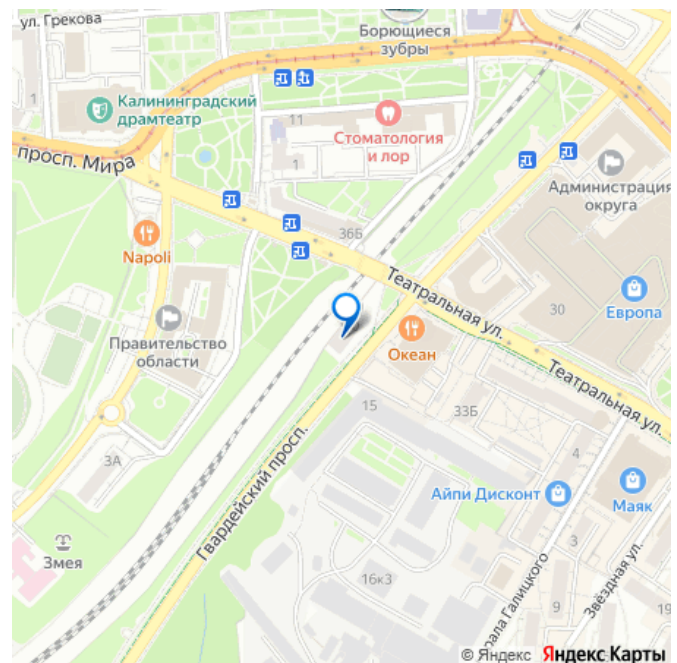 ул. Грекова
Борющиеся
зубры
1
Калининградский
драмтеатр
11
Стоматология
и лор
просп. Мира
1
Администрация
округа
36Б
Napoli
Театральная ул.
30
Европа
Правительство
области
Океан
Театральная ул.
15
33Б
3А
4
Гвардейский просп.
Айпи Дисконт
Маяк
Змея
3
16к3
рала Галицкого
Звёздная ул.
9
19
© Яндекс Яндекс Карты